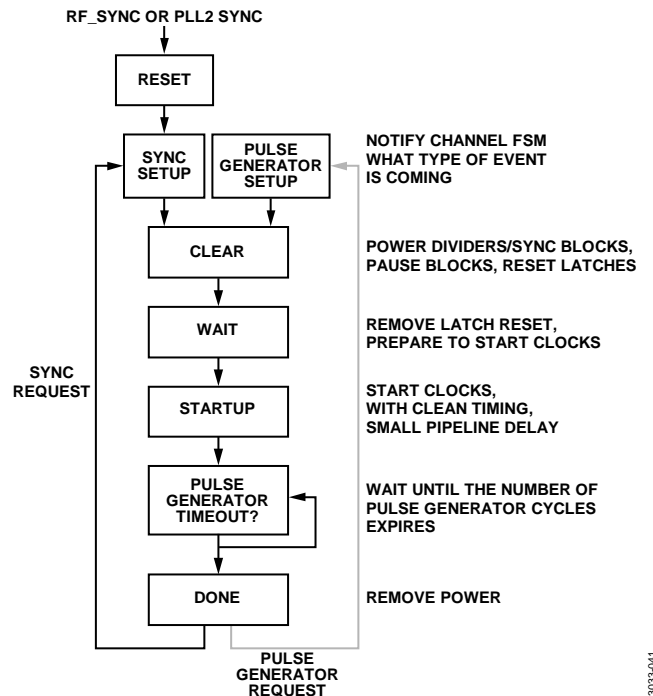 RF_SYNC OR PLL2 SYNC
RESET
SYNC
SETUP
PULSE
GENERATOR
SETUP
NOTIFY CHANNEL FSM
WHAT TYPE OF EVENT
IS COMING
CLEAR
POWER DIVIDERS/SYNC BLOCKS,
PAUSE BLOCKS, RESET LATCHES
WAIT
REMOVE LATCH RESET,
PREPARE TO START CLOCKS
SYNC
REQUEST
STARTUP
START CLOCKS,
WITH CLEAN TIMING,
SMALL PIPELINE DELAY
PULSE
GENERATOR
TIMEOUT?
WAIT UNTIL THE NUMBER OF
PULSE GENERATOR CYCLES
EXPIRES
DONE
REMOVE POWER
PULSE
GENERATOR
REQUEST